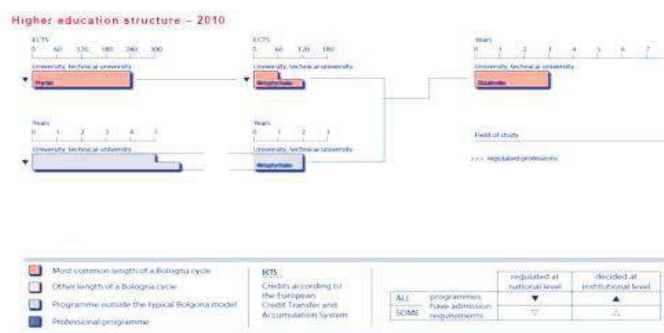 Higher education structure – 2010
ECTS
0 60 120 180 240 300
University, technical university
Ptychio
ECTS
0 60 120 180
University, technical university
Metaptychiako
Years
0 1 2 3 4 5 6 7
University, technical university
Didaktoriko
Years
0 1 2 3 4 5
University, technical university
Years
0 1 2 3
University, technical university
Metaptychiako
Field of study
>>> regulated professions
Most common length of a Bologna cycle
Other length of a Bologna cycle
Programme outside the typical Bologna model
Professional programme
ECTS
Credits according to
the European
Credit Transfer and
Accumulation System
regulated at
national level
decided at
institutional level
ALL programmes
SOME have admission
requirements